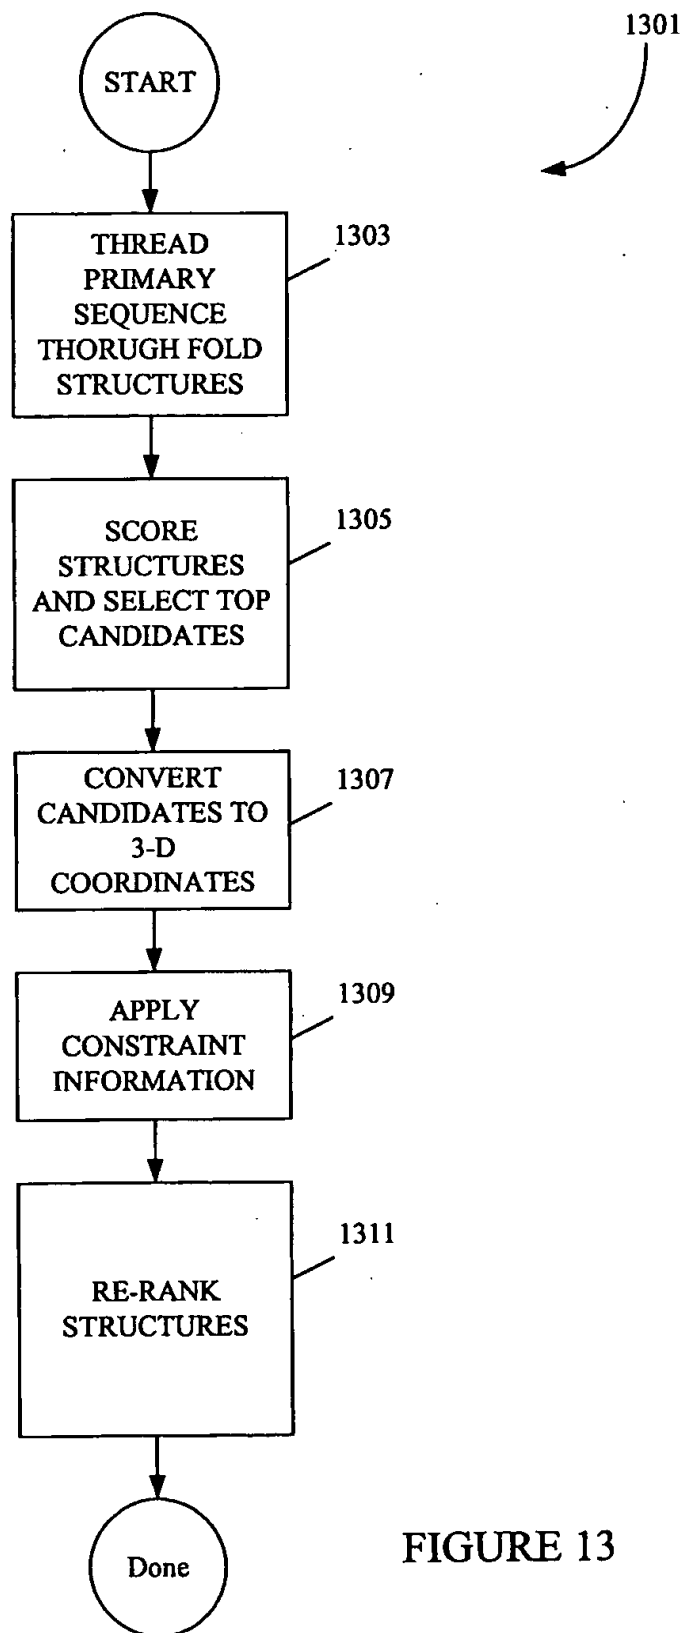 1301
START
1303
THREAD
PRIMARY
SEQUENCE
THORUGH FOLD
STRUCTURES
1305
SCORE
STRUCTURES
AND SELECT TOP
CANDIDATES
1307
CONVERT
CANDIDATES TO
3-D
COORDINATES
1309
APPLY
CONSTRAINT
INFORMATION
1311
RE-RANK
STRUCTURES
Done
FIGURE 13